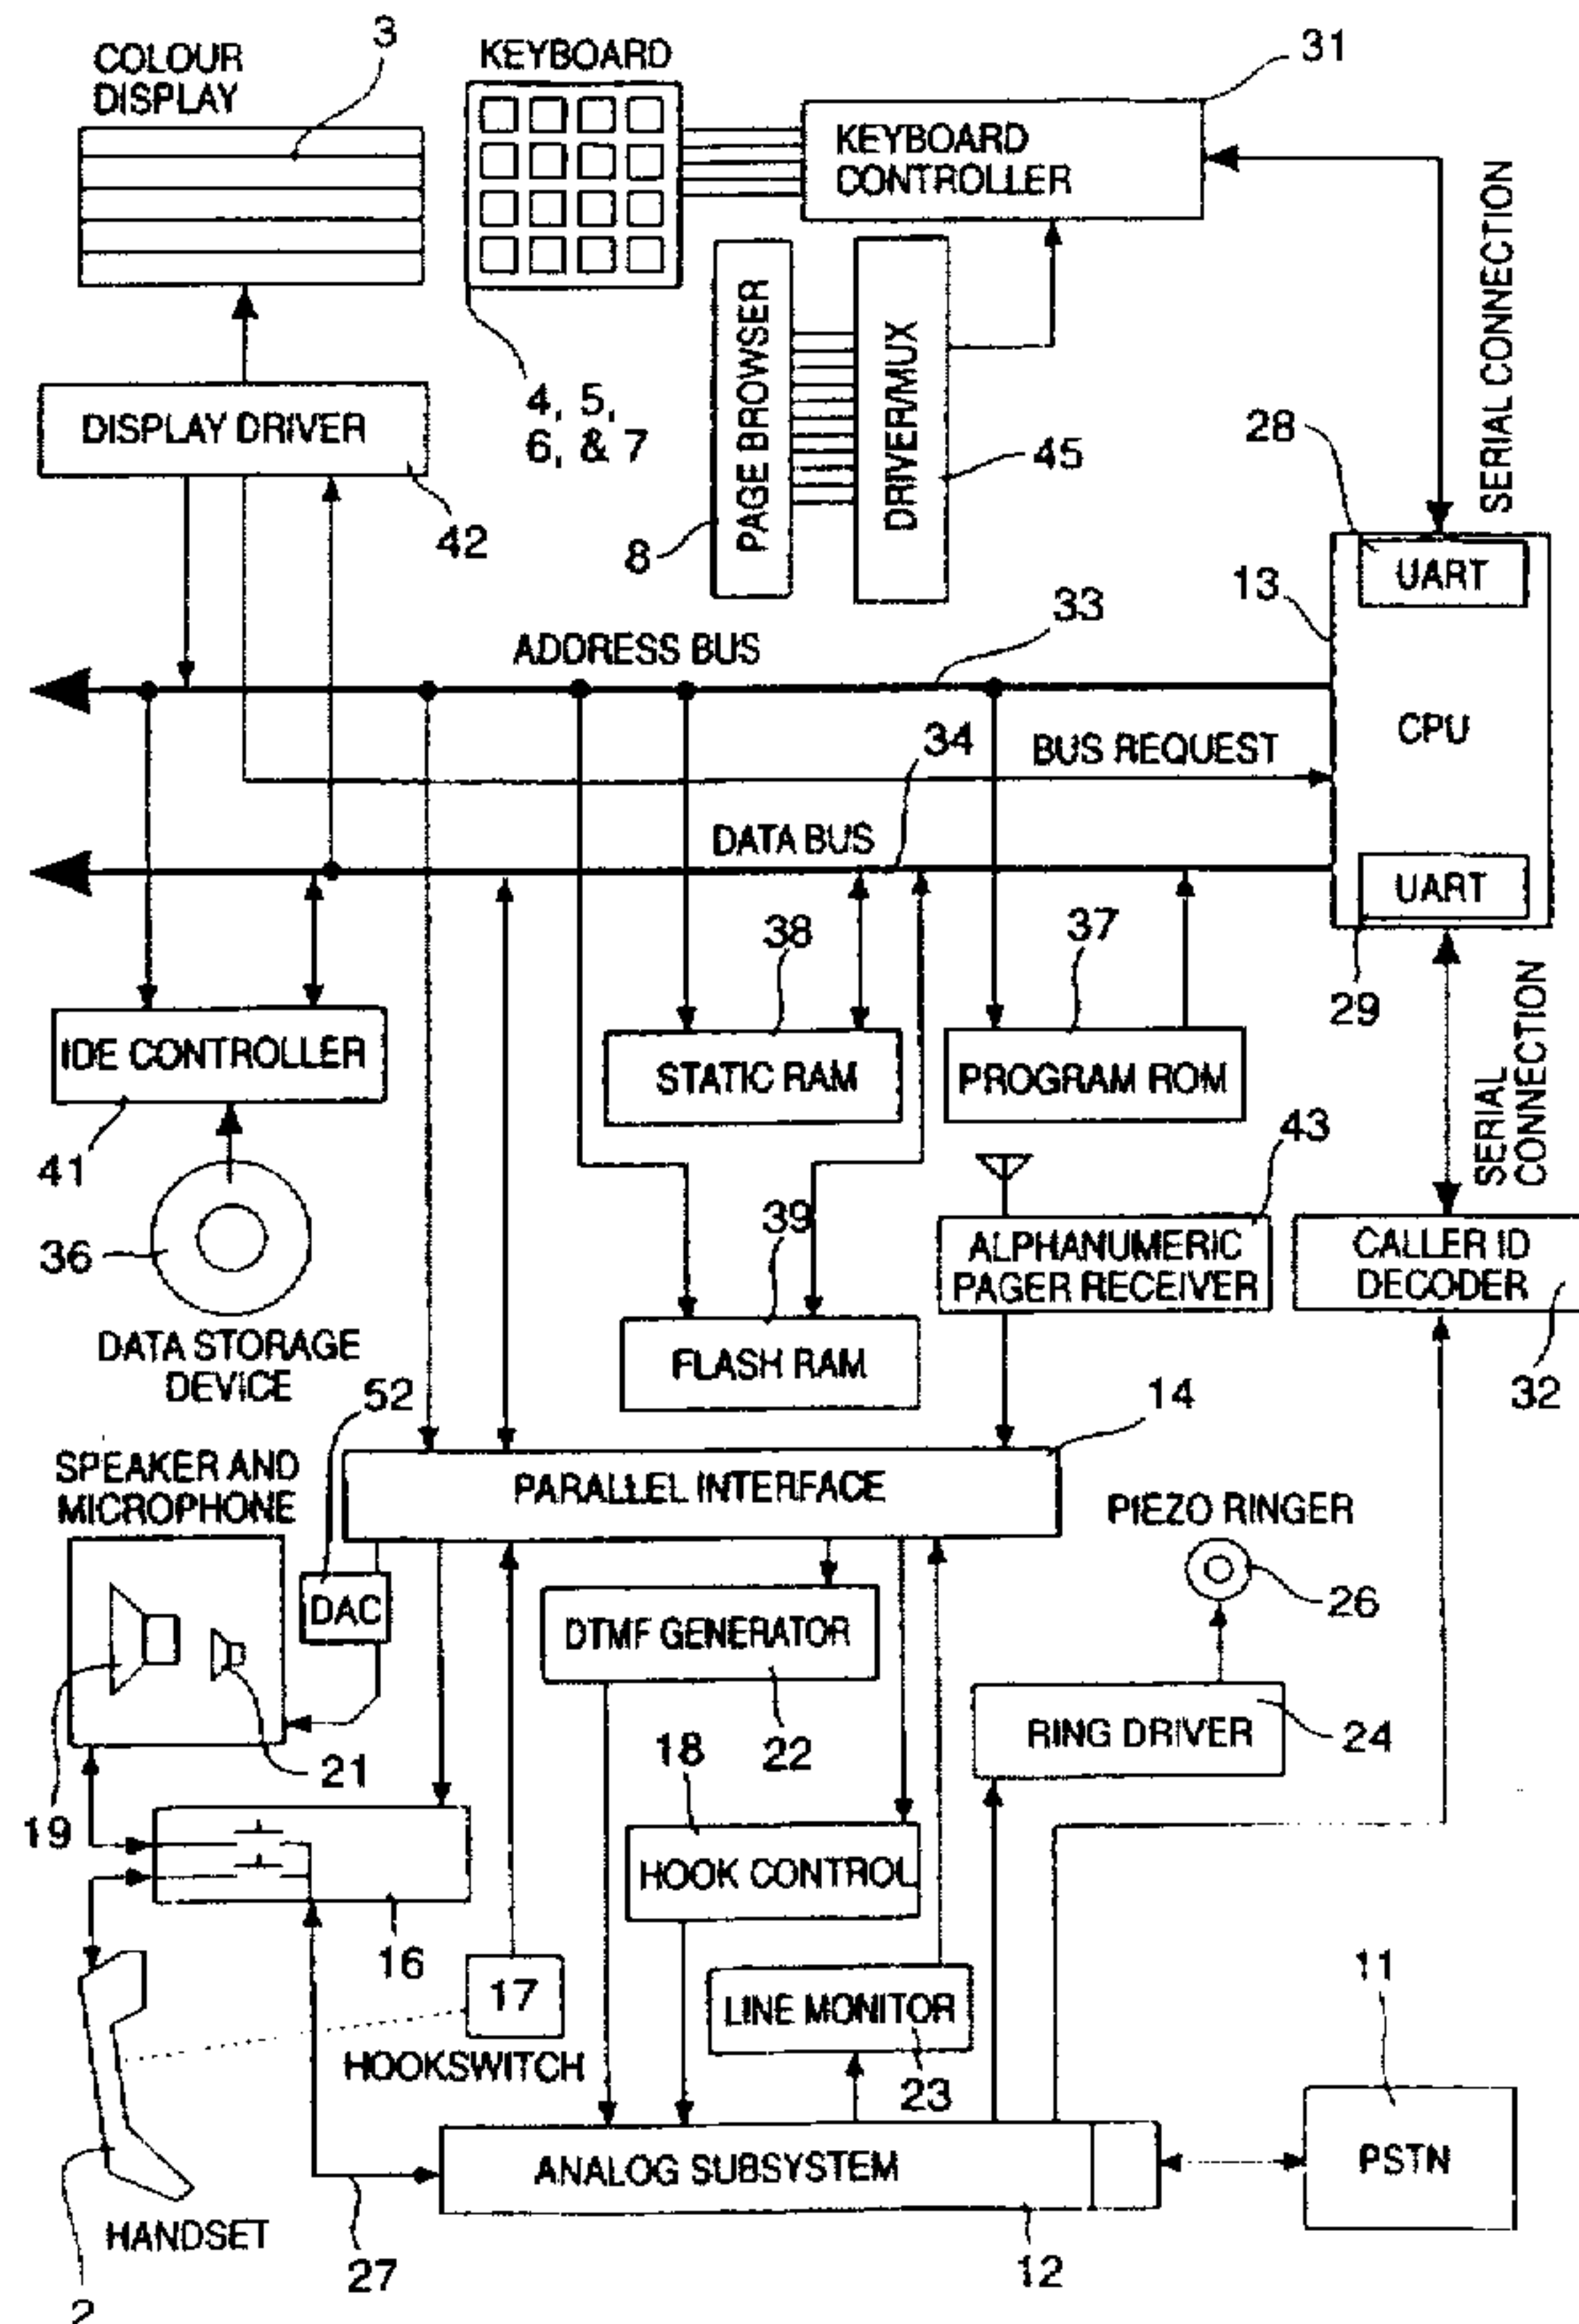 3
COLOUR
DISPLAY
KEYBOARD
31
KEYBOARD
CONTROLLER
SERIAL CONNECTION
PAGE BROWSER
DRIVER/MUX
DISPLAY DRIVER
4, 5,
6, & 7
28
45
42
8
UART
13
33
ADDRESS BUS
CPU
34
BUS REQUEST
DATA BUS
UART
38
37
29
IDE CONTROLLER
STATIC RAM
PROGRAM ROM
SERIAL
CONNECTION
41
43
39
36
ALPHANUMERIC
PAGER RECEIVER
CALLER ID
DECODER
DATA STORAGE
DEVICE
FLASH RAM
52
14
32
SPEAKER AND
MICROPHONE
PARALLEL INTERFACE
PIEZO RINGER
DAC
26
DTMF GENERATOR
RING DRIVER
24
22
18
21
19
HOOK CONTROL
16
11
17
LINE MONITOR
HOOKSWITCH
23
ANALOG SUBSYSTEM
PSTN
HANDSET
27
12
2